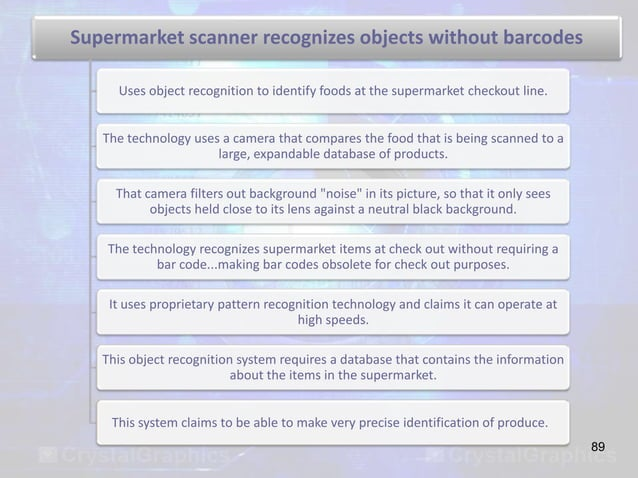 Supermarket scanner recognizes objects without barcodes
Uses object recognition to identify foods at the supermarket checkout line.
The technology uses a camera that compares the food that is being scanned to a
large, expandable database of products.
That camera filters out background "noise" in its picture, so that it only sees
objects held close to its lens against a neutral black background.
The technology recognizes supermarket items at check out without requiring a
bar code...making bar codes obsolete for check out purposes.
It uses proprietary pattern recognition technology and claims it can operate at
high speeds.
This object recognition system requires a database that contains the information
about the items in the supermarket.
This system claims to be able to make very precise identification of produce.
89
CrystalGraphics
CrystalGraphics